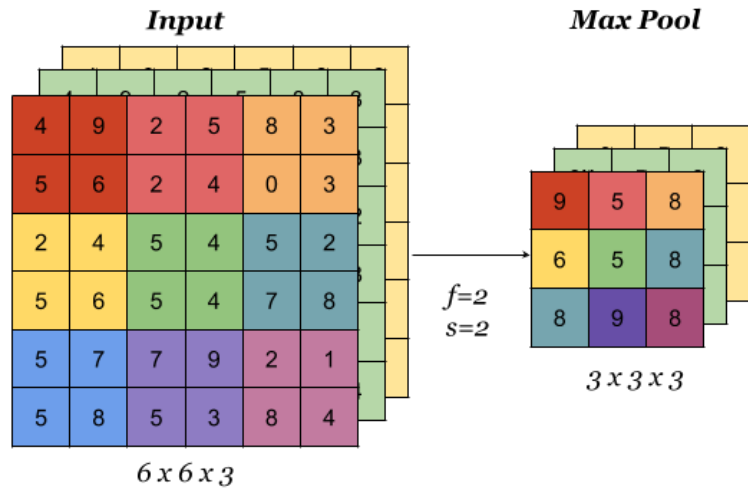 Input
Max Pool
4 9 2 5 8 3
5 6 2 4 0 3
2 4 5 4 5 2
5 6 5 4 7 8
5 7 7 9 2 1
5 8 5 3 8 4
6 x 6 x 3
f=2
s=2
9 5 8
6 5 8
8 9 8
3 x 3 x 3